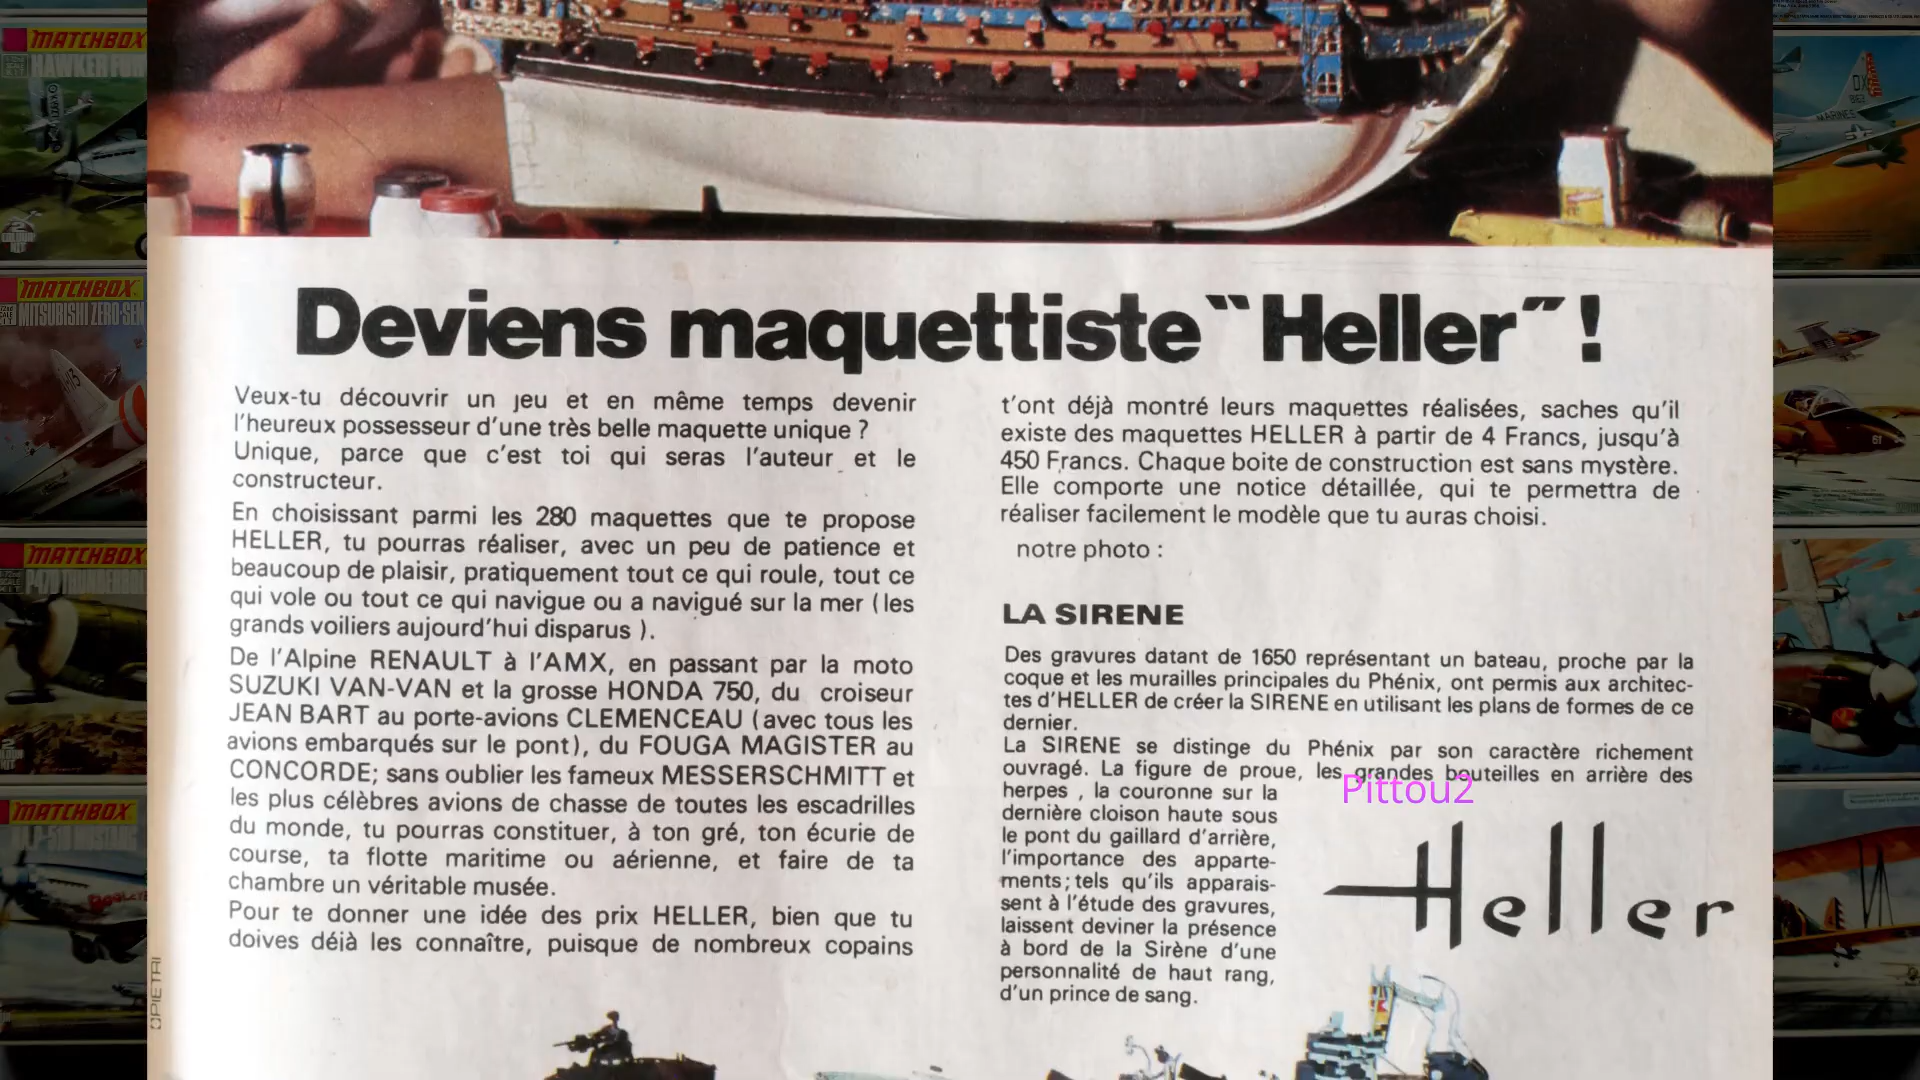 MATCHBOX
MATCHBOX
MITSUBISHI ZERO-SEN
MATCHBOX
MATCHBOX
MARINES
61
Deviens maquettiste "Heller" !
Veux-tu découvrir un jeu et en même temps devenir
l'heureux possesseur d'une très belle maquette unique ?
Unique, parce que c'est toi qui seras l'auteur et le
constructeur.
En choisissant parmi les 280 maquettes que te propose
HELLER, tu pourras réaliser, avec un peu de patience et
beaucoup de plaisir, pratiquement tout ce qui roule, tout ce
qui vole ou tout ce qui navigue ou a navigué sur la mer (les
grands voiliers aujourd'hui disparus ).
De l'Alpine RENAULT à l'AMX, en passant par la moto
SUZUKI VAN-VAN et la grosse HONDA 750, du croiseur
JEAN BART au porte-avions CLEMENCEAU (avec tous les
avions embarqués sur le pont), du FOUGA MAGISTER au
CONCORDE; sans oublier les fameux MESSERSCHMITT et
les plus célèbres avions de chasse de toutes les escadrilles
du monde, tu pourras constituer, à ton gré, ton écurie de
course, ta flotte maritime ou aérienne, et faire de ta
chambre un véritable musée.
Pour te donner une idée des prix HELLER, bien que tu
doives déjà les connaître, puisque de nombreux copains
t'ont déjà montré leurs maquettes réalisées, saches qu'il
existe des maquettes HELLER à partir de 4 Francs, jusqu'à
450 Francs. Chaque boite de construction est sans mystère.
Elle comporte une notice détaillée, qui te permettra de
réaliser facilement le modèle que tu auras choisi.
notre photo :
LA SIRENE
Des gravures datant de 1650 représentant un bateau, proche par la
coque et les murailles principales du Phénix, ont permis aux architec-
tes d'HELLER de créer la SIRENE en utilisant les plans de formes de ce
dernier.
La SIRENE se distinge du Phénix par son caractère richement
ouvragé. La figure de proue, les grandes bouteilles en arrière des
herpes , la couronne sur la
dernière cloison haute sous
le pont du gaillard d'arrière,
l'importance des apparte-
ments; tels qu'ils apparais-
sent à l'étude des gravures,
laissent deviner la présence
à bord de la Sirène d'une
personnalité de haut rang,
d'un prince de sang.
Pittou2
Heller
PIETRI